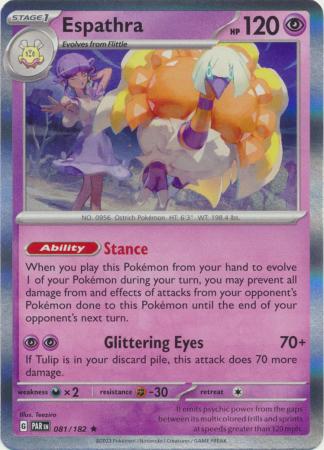 STAGE 1
Espathra
HP 120
Evolves from Flittle
NO. 0956 Ostrich Pokémon HT: 6'3" WT: 198.4 lbs.
Ability Stance
When you play this Pokémon from your hand to evolve
1 of your Pokémon during your turn, you may prevent all
damage from and effects of attacks from your opponent's
Pokémon done to this Pokémon until the end of your
opponent's next turn.
Glittering Eyes 70+
If Tulip is in your discard pile, this attack does 70 more
damage.
weakness ×2 resistance -30 retreat
Illus. Teeziro
G PAR EN 081/182 ★
It emits psychic power from the gaps
between its multicolored frills and sprints
at speeds greater than 120 mph.
©2023 Pokémon / Nintendo / Creatures / GAME FREAK